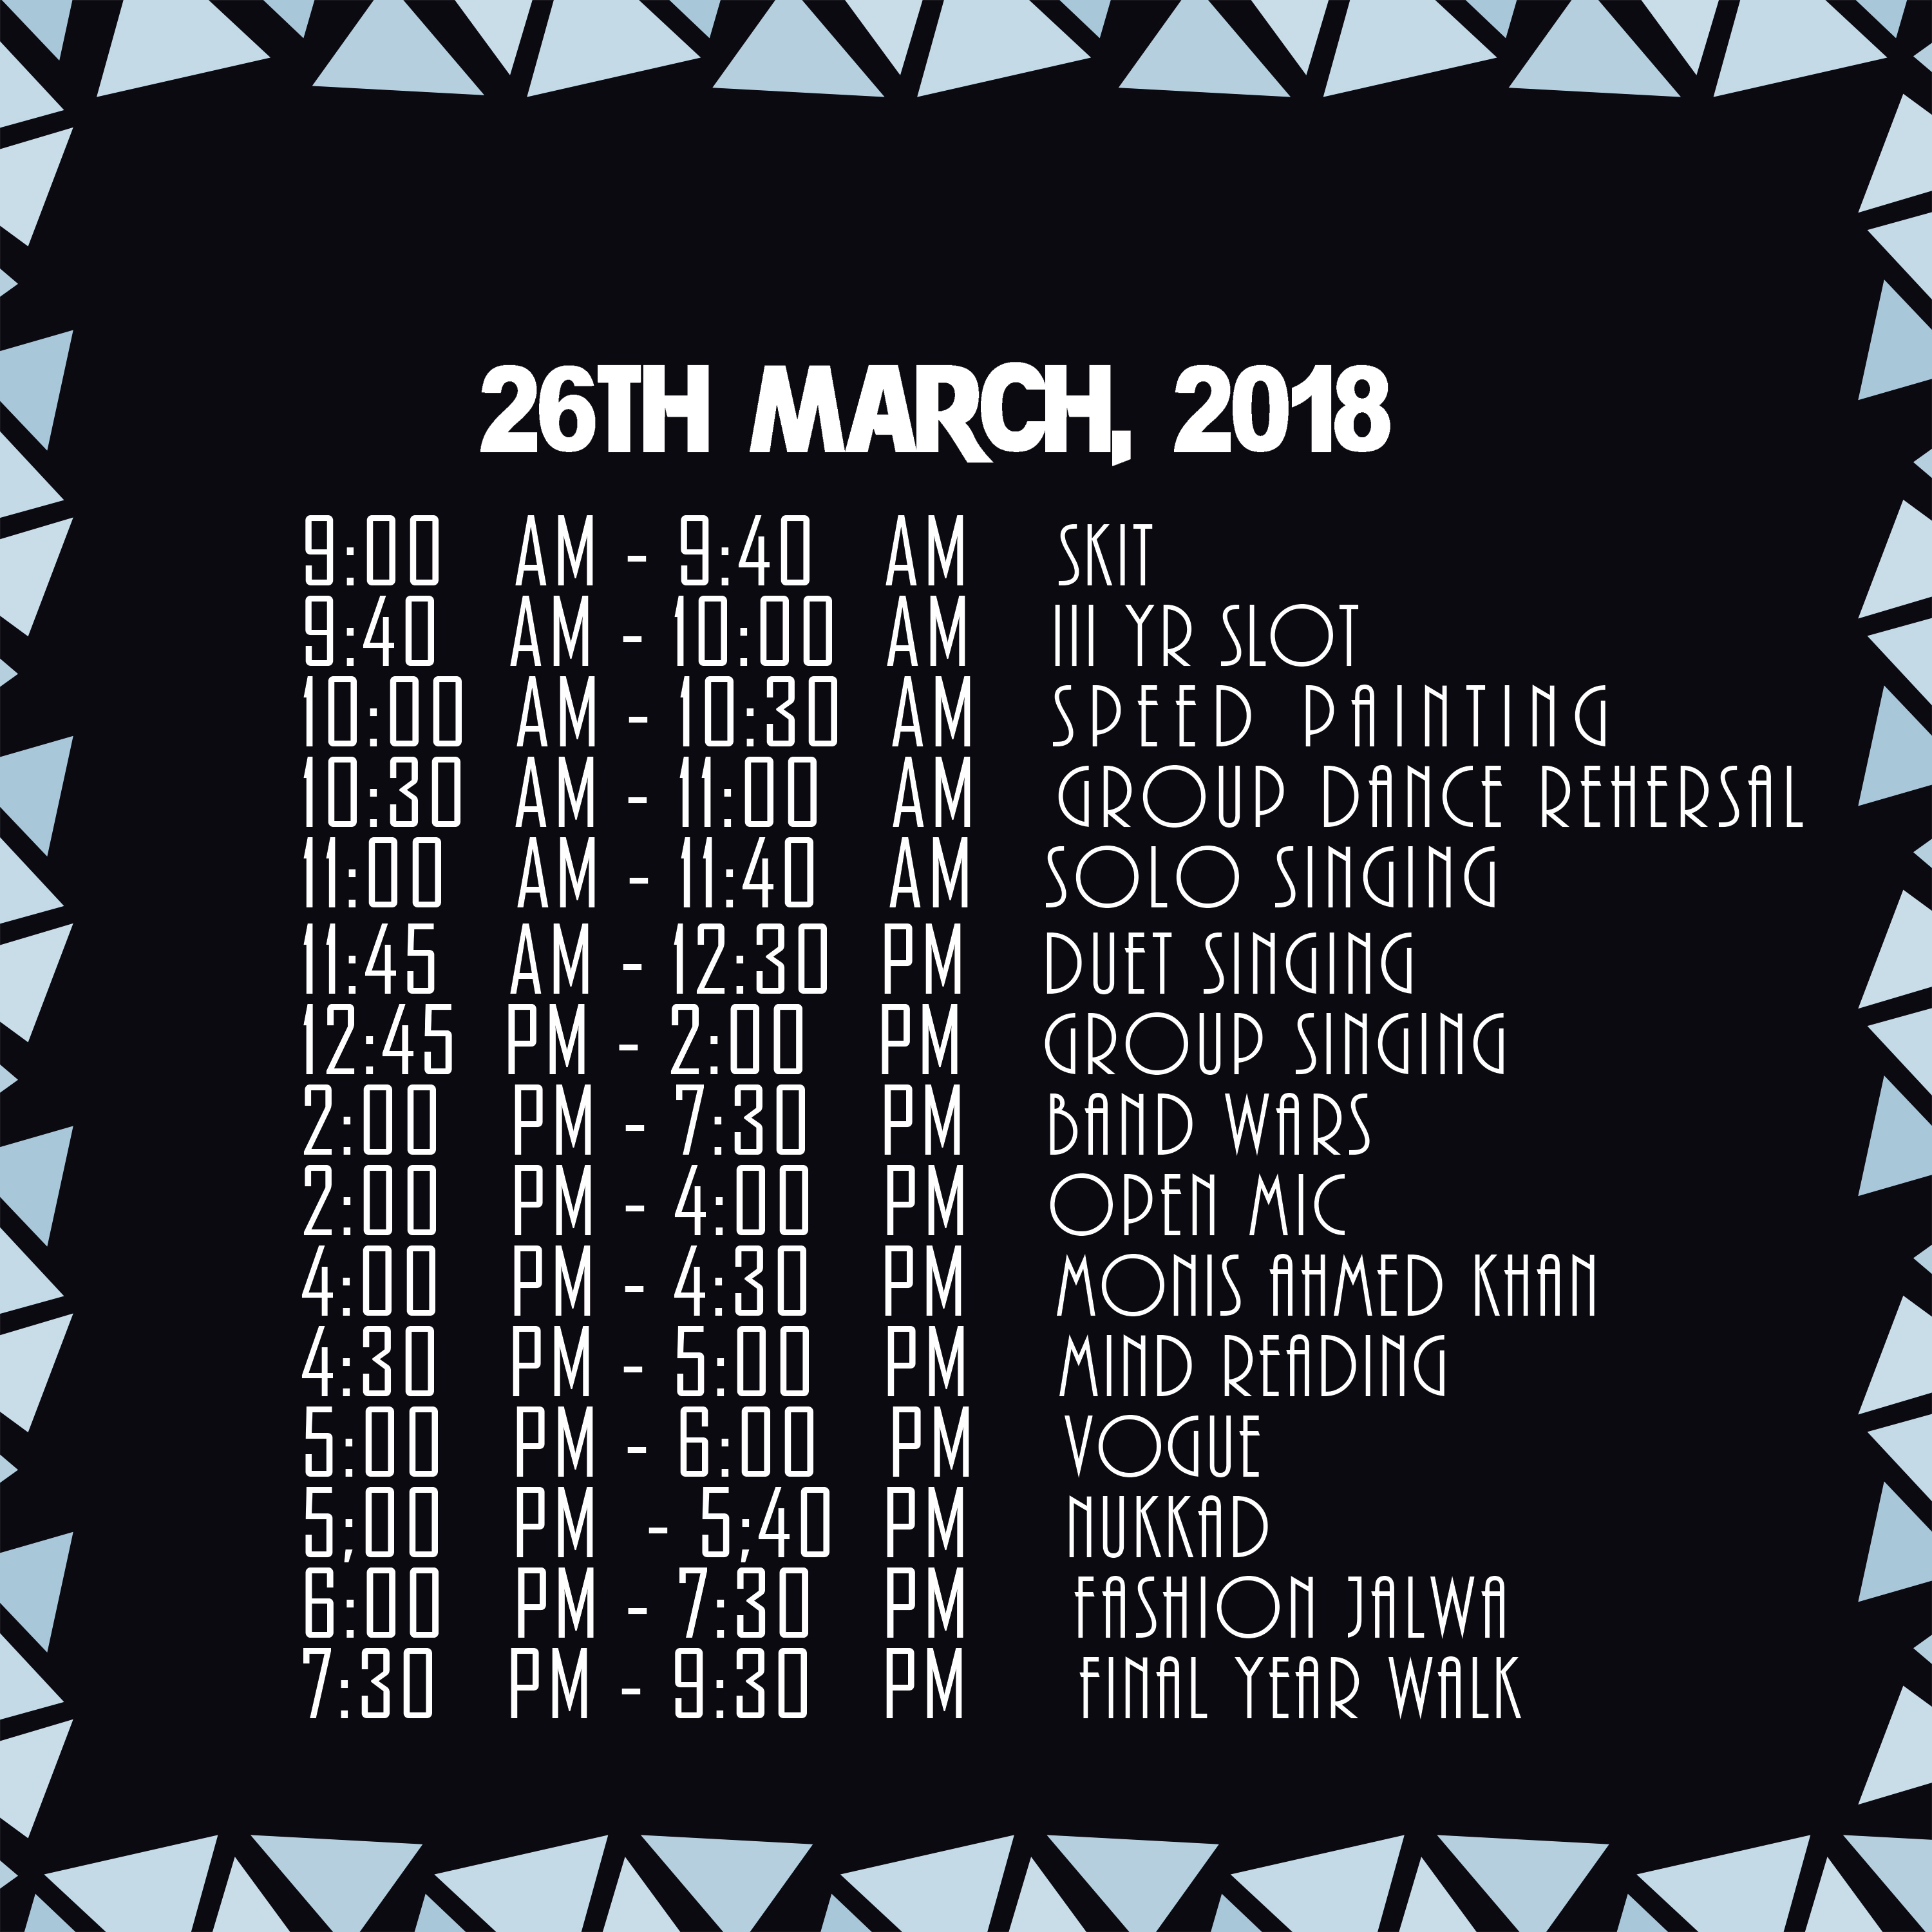 26TH MARCH, 2018
9:00 AM - 9:40 AM SKIT
9:40 AM - 10:00 AM III YR SLOT
10:00 AM - 10:30 AM SPEED PAINTING
10:30 AM - 11:00 AM GROUP DANCE REHERSAL
11:00 AM - 11:40 AM SOLO SINGING
11:45 AM - 12:30 PM DUET SINGING
12:45 PM - 2:00 PM GROUP SINGING
2:00 PM - 7:30 PM BAND WARS
2:00 PM - 4:00 PM OPEN MIC
4:00 PM - 4:30 PM MONIS AHMED KHAN
4:30 PM - 5:00 PM MIND READING
5:00 PM - 6:00 PM VOGUE
5;00 PM - 5;40 PM NUKKAD
6:00 PM - 7:30 PM FASHION JALWA
7:30 PM - 9:30 PM FINAL YEAR WALK